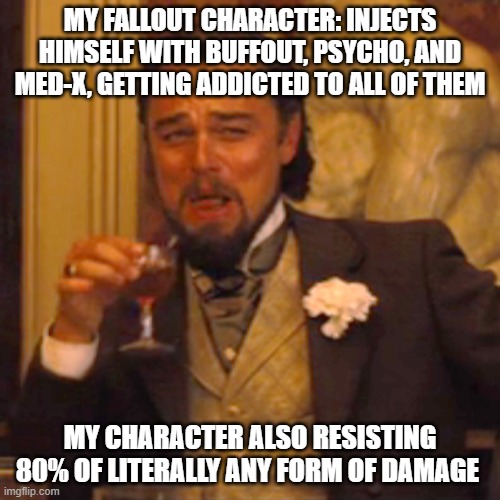 MY FALLOUT CHARACTER: INJECTS
HIMSELF WITH BUFFOUT, PSYCHO, AND
MED-X, GETTING ADDICTED TO ALL OF THEM
MY CHARACTER ALSO RESISTING
80% OF LITERALLY ANY FORM OF DAMAGE
imgflip.com